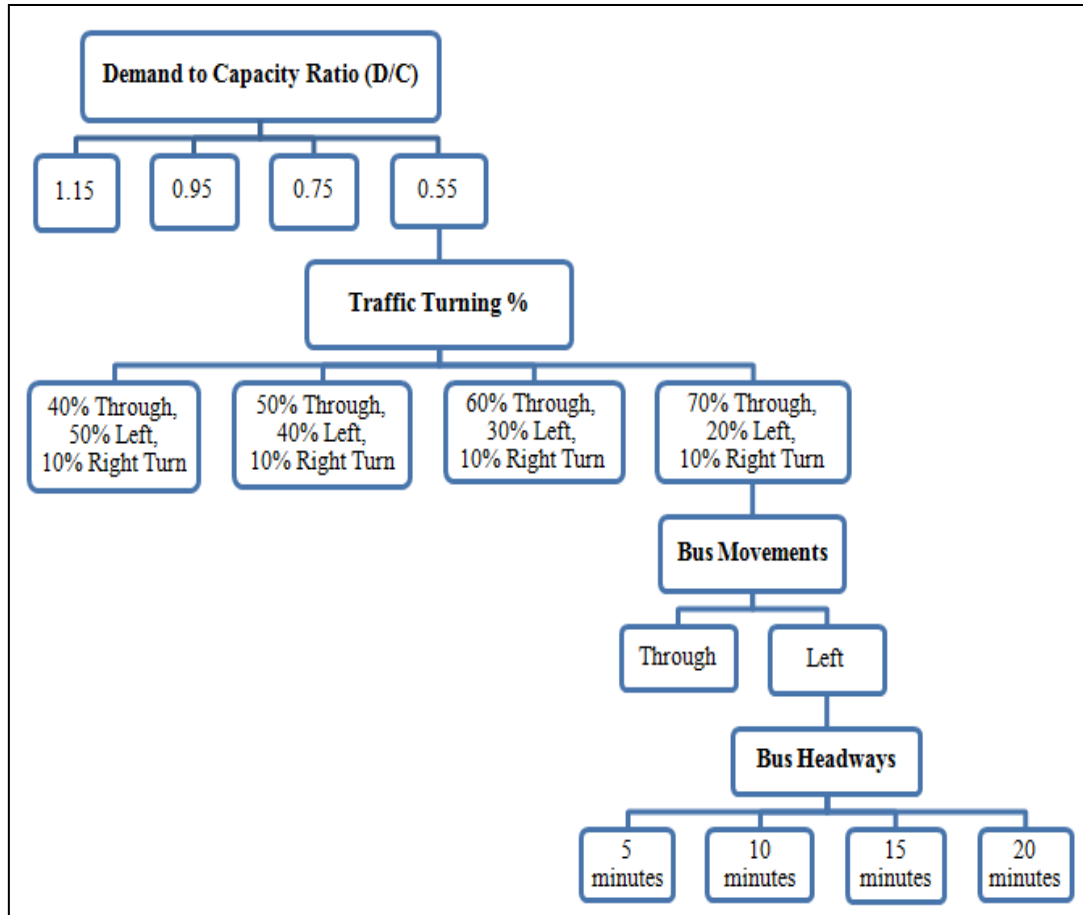 Demand to Capacity Ratio (D/C)
1.15
0.95
0.75
0.55
Traffic Turning %
40% Through,
50% Left,
10% Right Turn
50% Through,
40% Left,
10% Right Turn
60% Through,
30% Left,
10% Right Turn
70% Through,
20% Left,
10% Right Turn
Bus Movements
Through
Left
Bus Headways
5
minutes
10
minutes
15
minutes
20
minutes